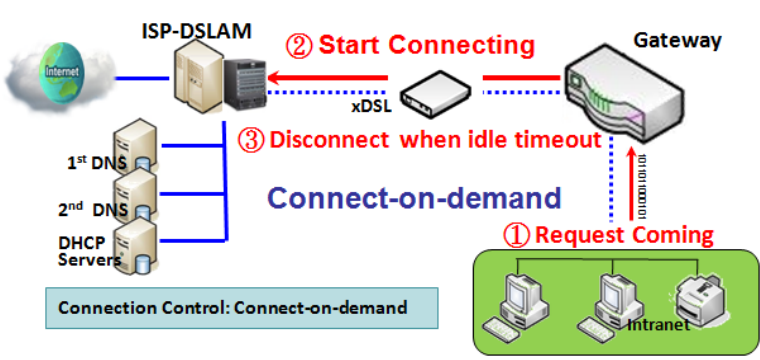 ISP-DSLAM
② Start Connecting
Gateway
Internet
xDSL
③ Disconnect when idle timeout
1st DNS
2nd DNS
DHCP
Servers
Connect-on-demand
① Request Coming
Intranet
Connection Control: Connect-on-demand